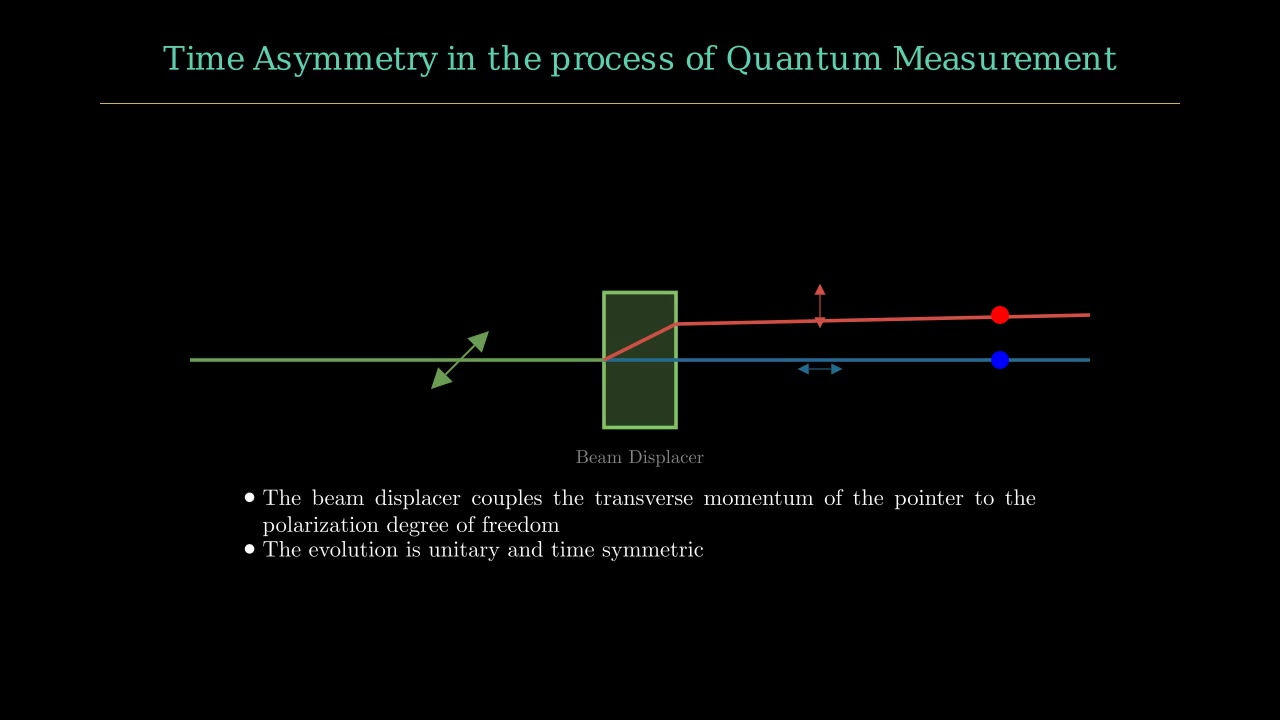 Time Asymmetry in the process of Quantum Measurement
Beam Displacer
• The beam displacer couples the transverse momentum of the pointer to the
polarization degree of freedom
• The evolution is unitary and time symmetric